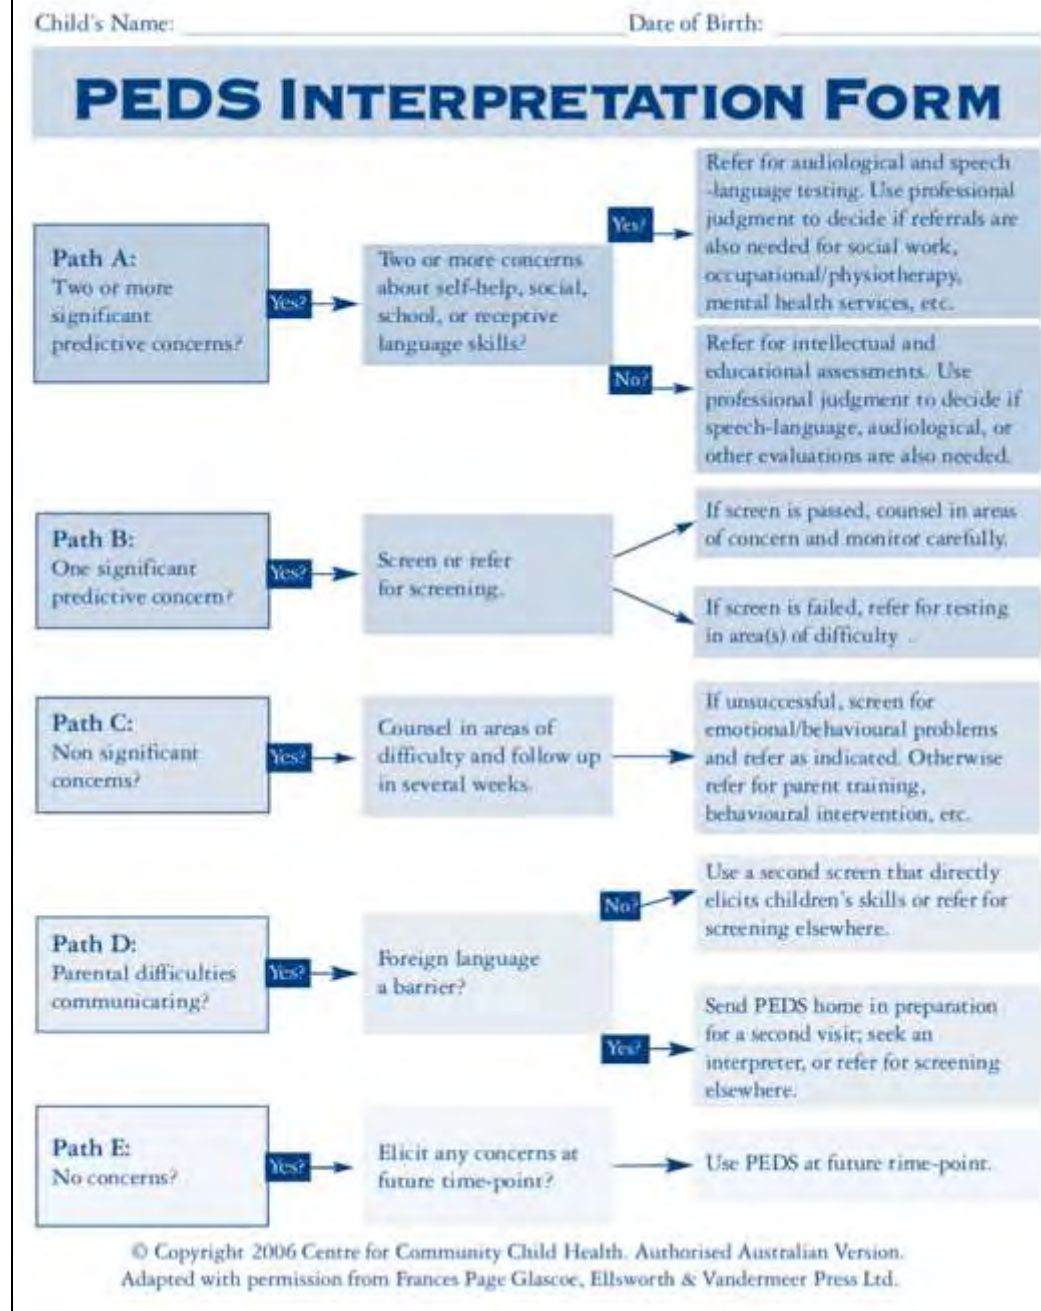 Child's Name:
Date of Birth:
PEDS INTERPRETATION FORM
Path A:
Two or more
significant
predictive concerns?
Yes?
Two or more concerns
about self-help, social,
school, or receptive
language skills?
Yes?
Refer for audiological and speech
-language testing. Use professional
judgment to decide if referrals are
also needed for social work,
occupational/physiotherapy,
mental health services, etc.
No?
Refer for intellectual and
educational assessments. Use
professional judgment to decide if
speech-language, audiological, or
other evaluations are also needed.
Path B:
One significant
predictive concern?
Yes?
Screen or refer
for screening.
If screen is passed, counsel in areas
of concern and monitor carefully.
If screen is failed, refer for testing
in area(s) of difficulty .
Path C:
Non significant
concerns?
Yes?
Counsel in areas of
difficulty and follow up
in several weeks.
If unsuccessful, screen for
emotional/behavioural problems
and refer as indicated. Otherwise
refer for parent training,
behavioural intervention, etc.
Path D:
Parental difficulties
communicating?
Yes?
Foreign language
a barrier?
No?
Use a second screen that directly
elicits children's skills or refer for
screening elsewhere.
Yes?
Send PEDS home in preparation
for a second visit; seek an
interpreter, or refer for screening
elsewhere.
Path E:
No concerns?
Yes?
Elicit any concerns at
future time-point?
Use PEDS at future time-point.
© Copyright 2006 Centre for Community Child Health. Authorised Australian Version.
Adapted with permission from Frances Page Glascoe, Ellsworth & Vandermeer Press Ltd.